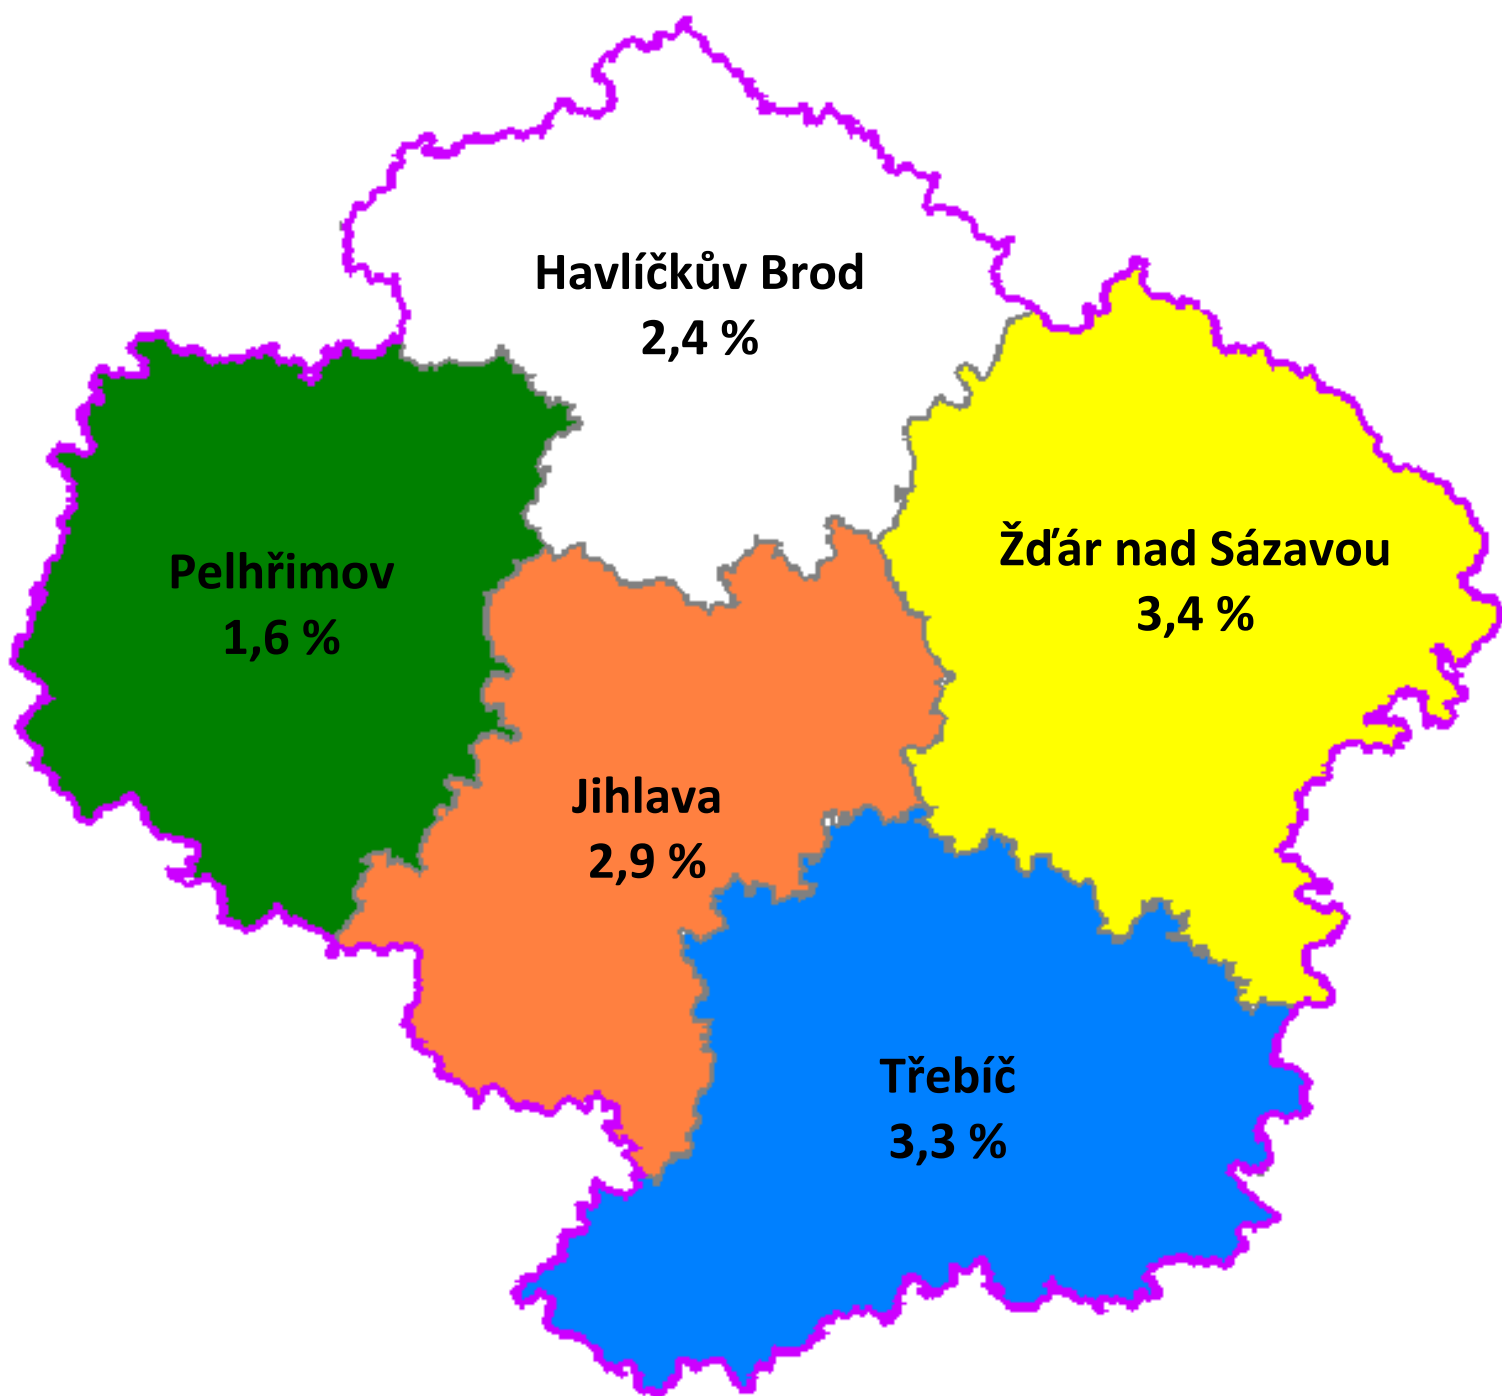 Havlíčkův Brod
2,4 %
Žďár nad Sázavou
3,4 %
Pelhřimov
1,6 %
Jihlava
2,9 %
Třebíč
3,3 %